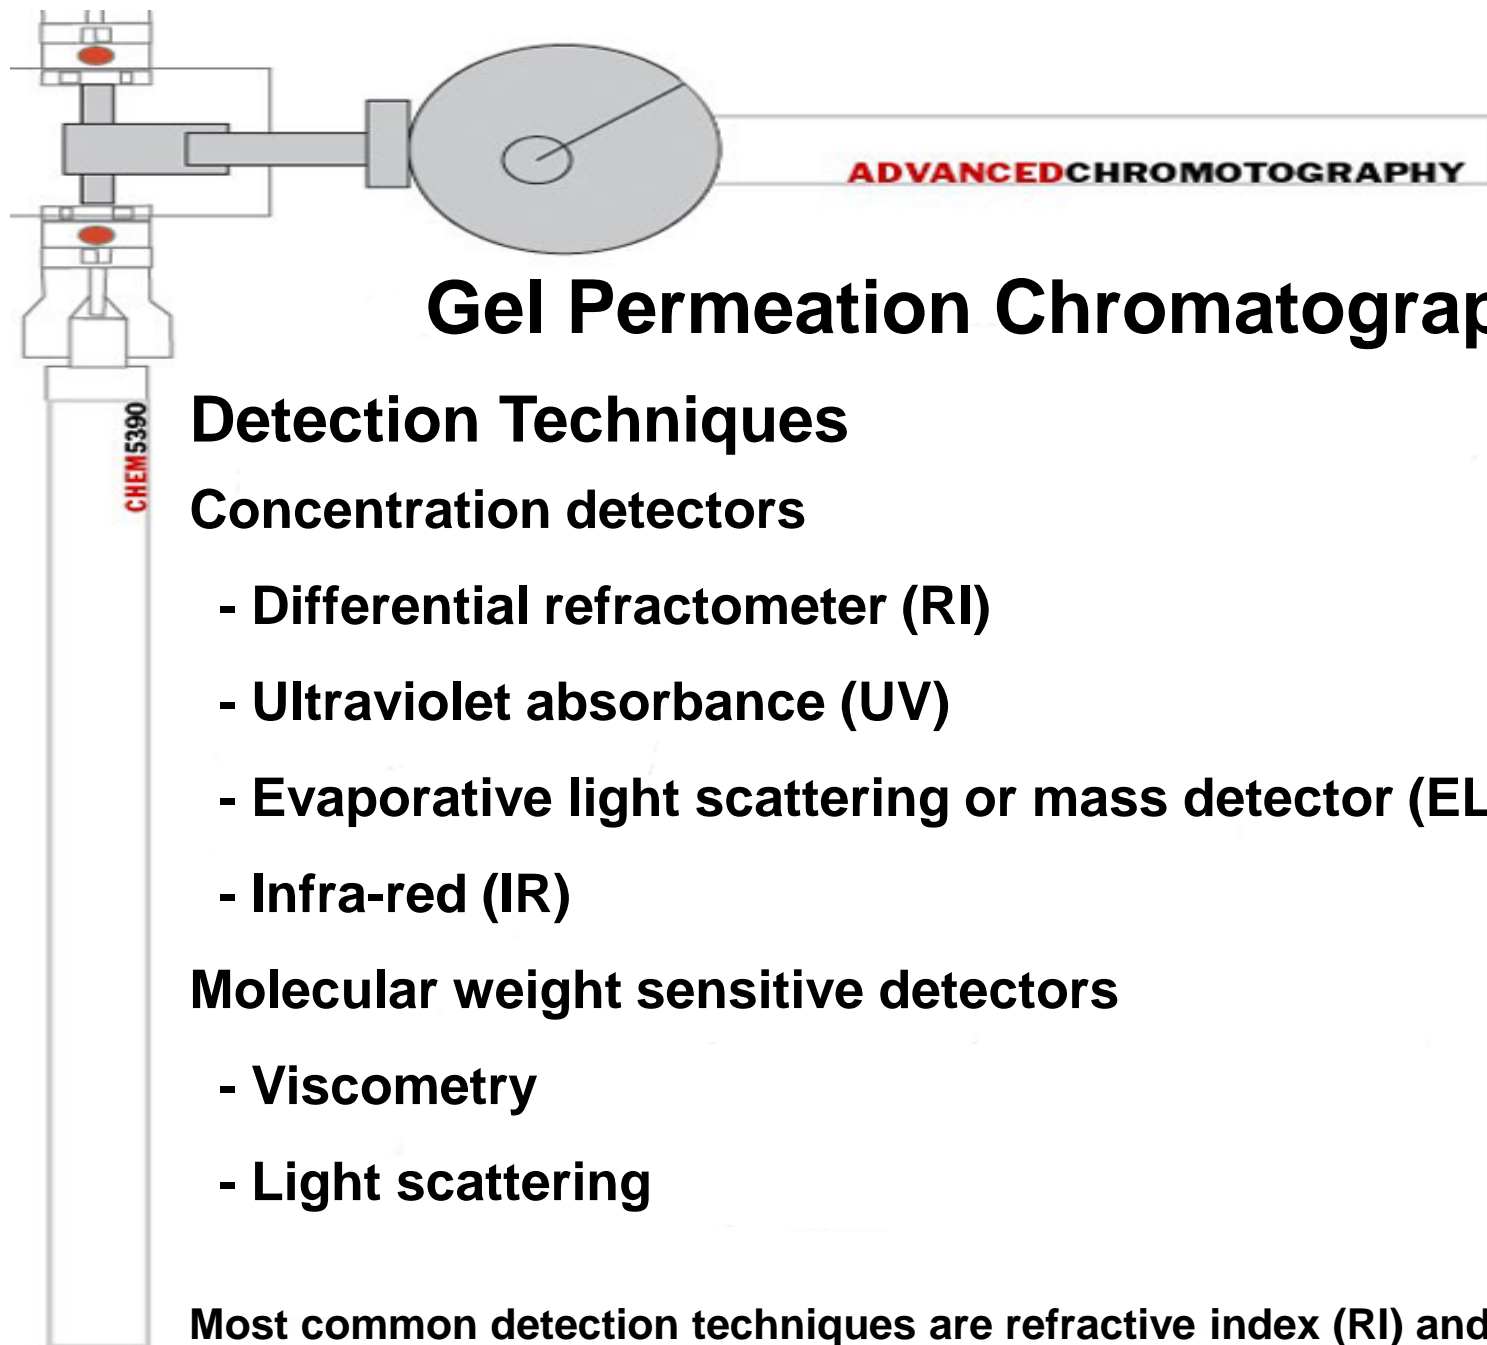 ADVANCEDCHROMOTOGRAPHY
Gel Permeation Chromatograp
CHEM5390
Detection Techniques
Concentration detectors
- Differential refractometer (RI)
- Ultraviolet absorbance (UV)
- Evaporative light scattering or mass detector (EL
- Infra-red (IR)
Molecular weight sensitive detectors
- Viscometry
- Light scattering
Most common detection techniques are refractive index (RI) and